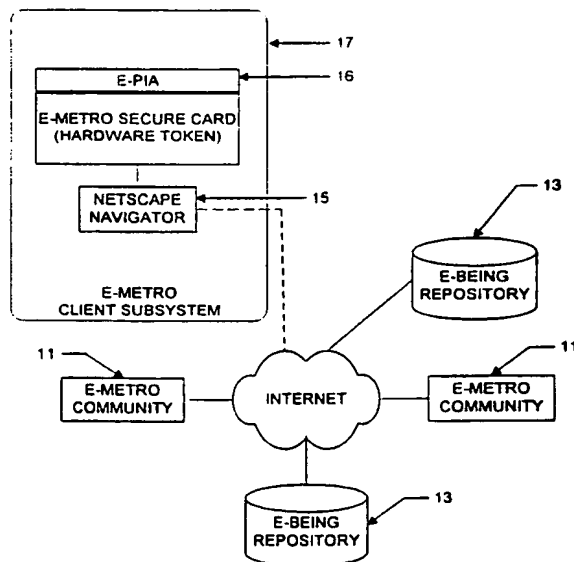 17
E-PIA
16
E-METRO SECURE CARD
(HARDWARE TOKEN)
NETSCAPE
NAVIGATOR
15
13
E-METRO
CLIENT SUBSYSTEM
E-BEING
REPOSITORY
11
11
E-METRO
COMMUNITY
INTERNET
E-METRO
COMMUNITY
13
E-BEING
REPOSITORY